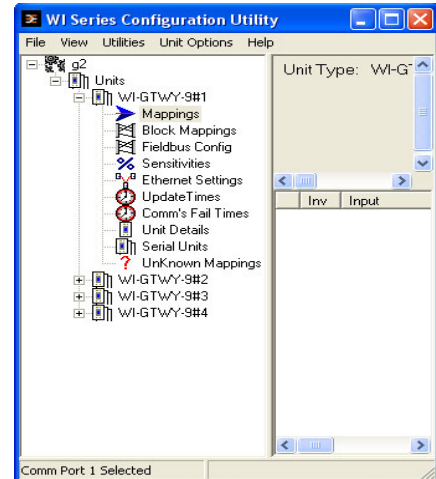 WI Series Configuration Utility
File View Utilities Unit Options Help
g2
Units
WI-GTWY-9#1
Mappings
Block Mappings
Fieldbus Config
Sensitivities
Ethernet Settings
UpdateTimes
Comm's Fail Times
Unit Details
Serial Units
UnKnown Mappings
WI-GTWY-9#2
WI-GTWY-9#3
WI-GTWY-9#4
Unit Type: WI-G
Inv Input
Comm Port 1 Selected